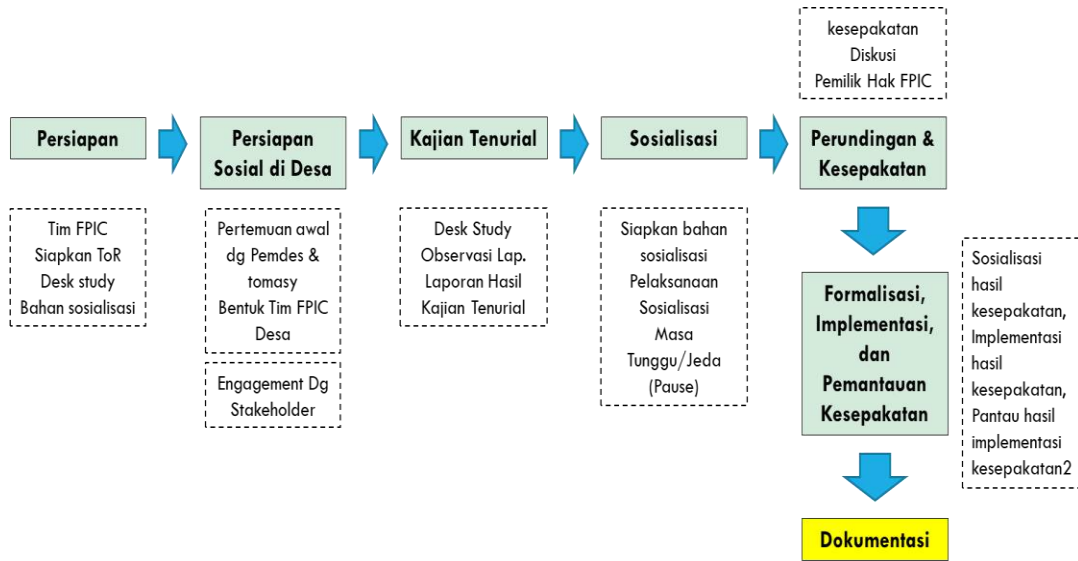 kesepakatan
Diskusi
Pemilik Hak FPIC
Persiapan
Persiapan
Sosial di Desa
Kajian Tenurial
Sosialisasi
Perundingan &
Kesepakatan
Tim FPIC
Siapkan ToR
Desk study
Bahan sosialisasi
Pertemuan awal
dg Pemdes &
tomasy
Bentuk Tim FPIC
Desa
Engagement Dg
Stakeholder
Desk Study
Observasi Lap.
Laporan Hasil
Kajian Tenurial
Siapkan bahan
sosialisasi
Pelaksanaan
Sosialisasi
Masa
Tunggu/Jeda
(Pause)
Formalisasi,
Implementasi,
dan
Pemantauan
Kesepakatan
Sosialisasi
hasil
kesepakatan,
Implementasi
hasil
kesepakatan,
Pantau hasil
implementasi
kesepakatan2
Dokumentasi